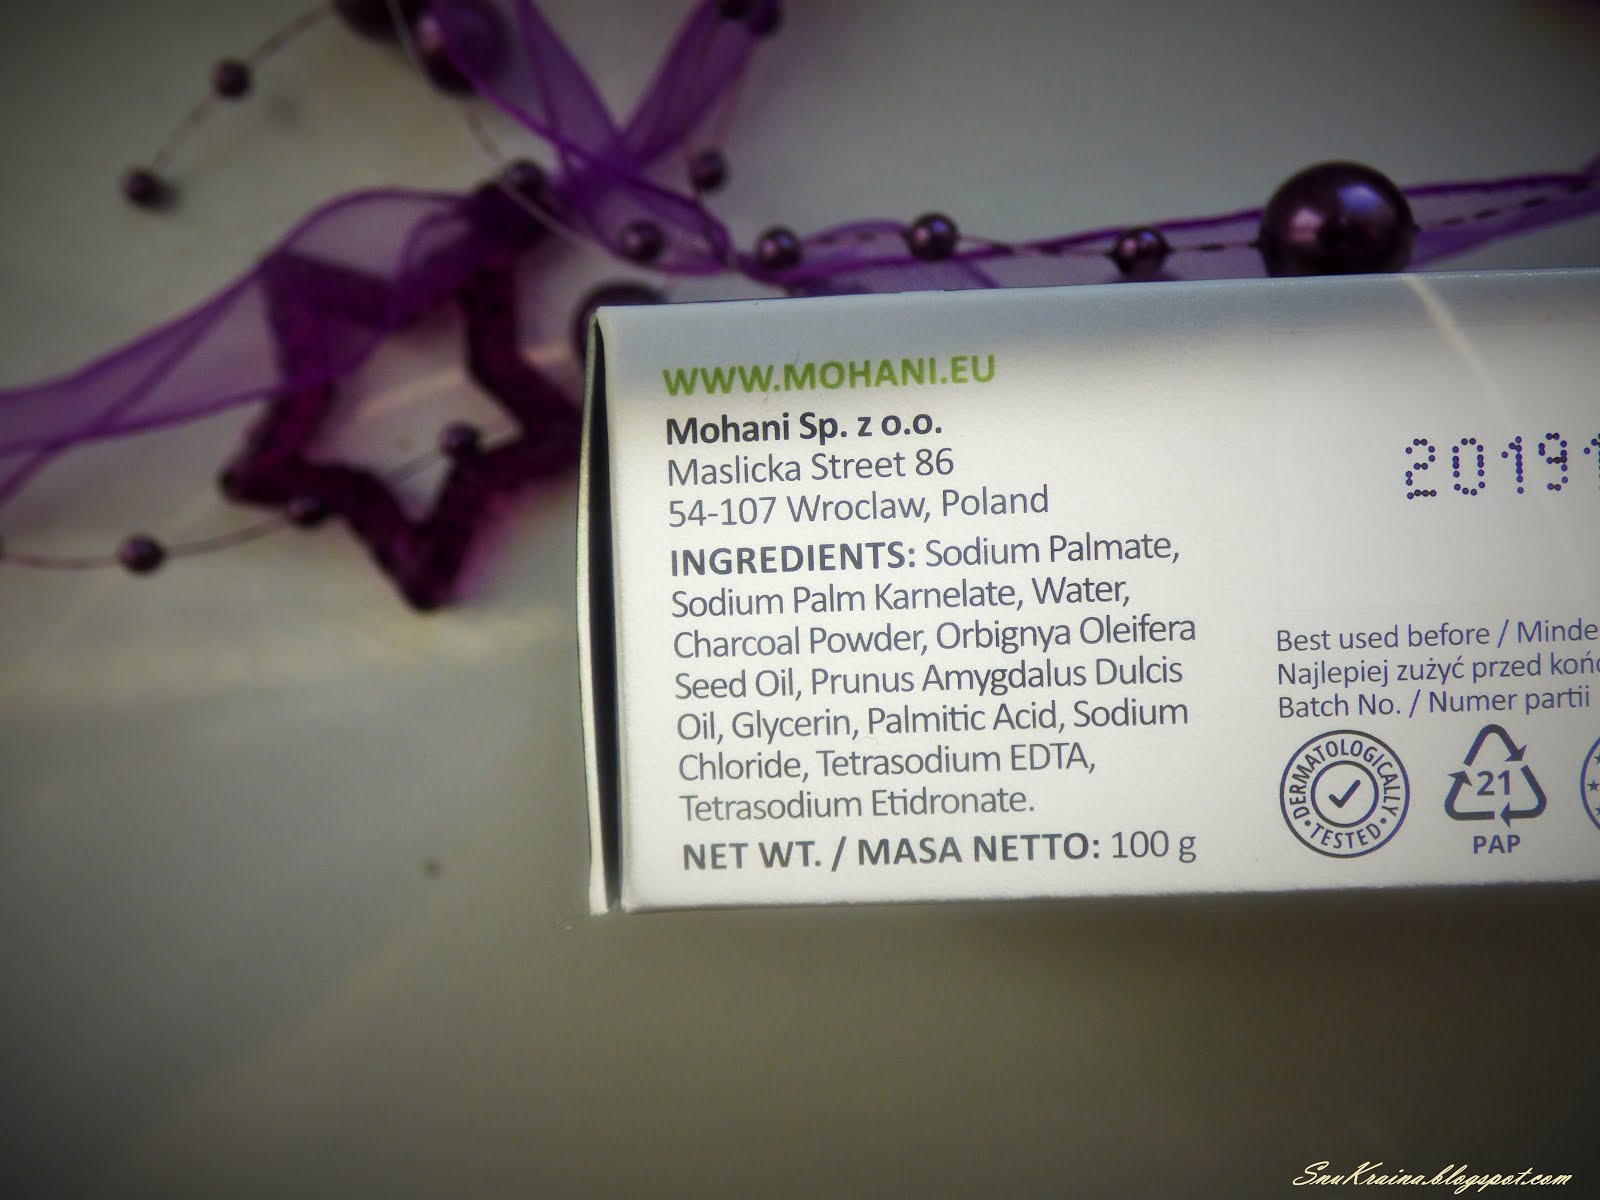 WWW.MOHANI.EU
Mohani Sp. z o.o.
Maslicka Street 86
54-107 Wroclaw, Poland
INGREDIENTS: Sodium Palmate,
Sodium Palm Karnelate, Water,
Charcoal Powder, Orbignya Oleifera
Seed Oil, Prunus Amygdalus Dulcis
Oil, Glycerin, Palmitic Acid, Sodium
Chloride, Tetrasodium EDTA,
Tetrasodium Etidronate.
NET WT. / MASA NETTO: 100 g
2019
Best used before / Minde
Najlepiej zużyć przed koń
Batch No. / Numer partii
DERMATOLOGICALLY • TESTED •
21
PAP
SnuKraina.blogspot.com